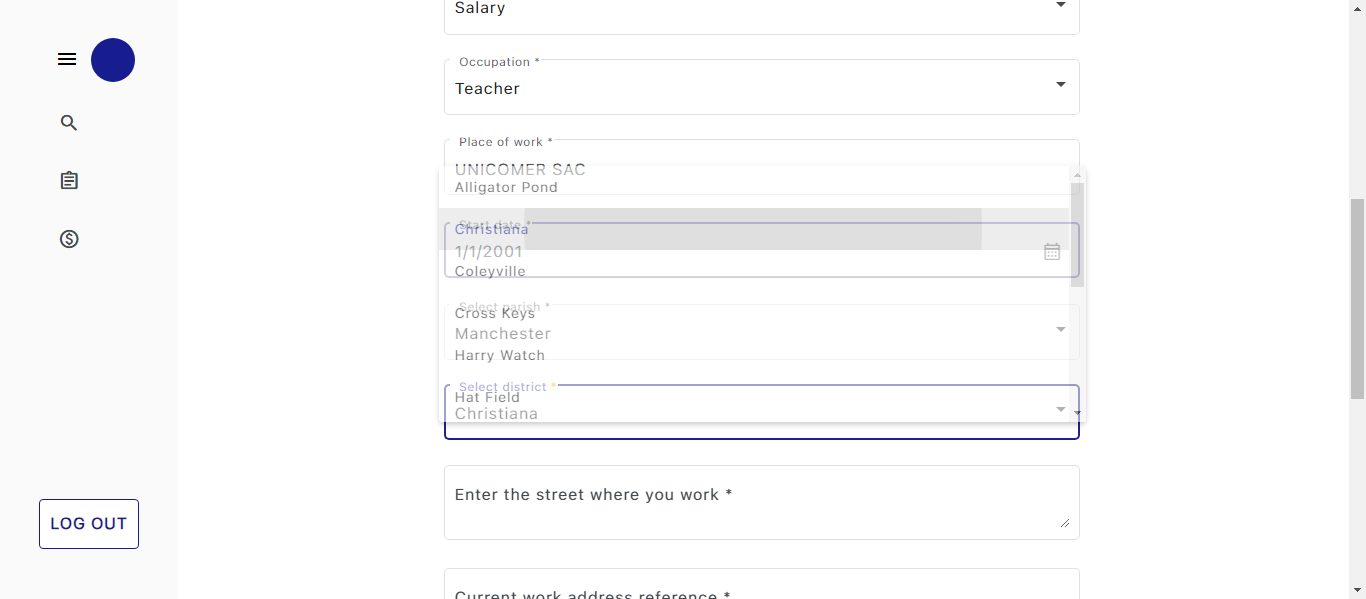 Salary
Occupation *
Teacher
Place of work *
UNICOMER SAC
Alligator Pond
Start date *
Christiana
1/1/2001
Coleyville
Select parish *
Cross Keys
Manchester
Harry Watch
Select district *
Hat Field
Christiana
Enter the street where you work *
LOG OUT
Current work address reference *